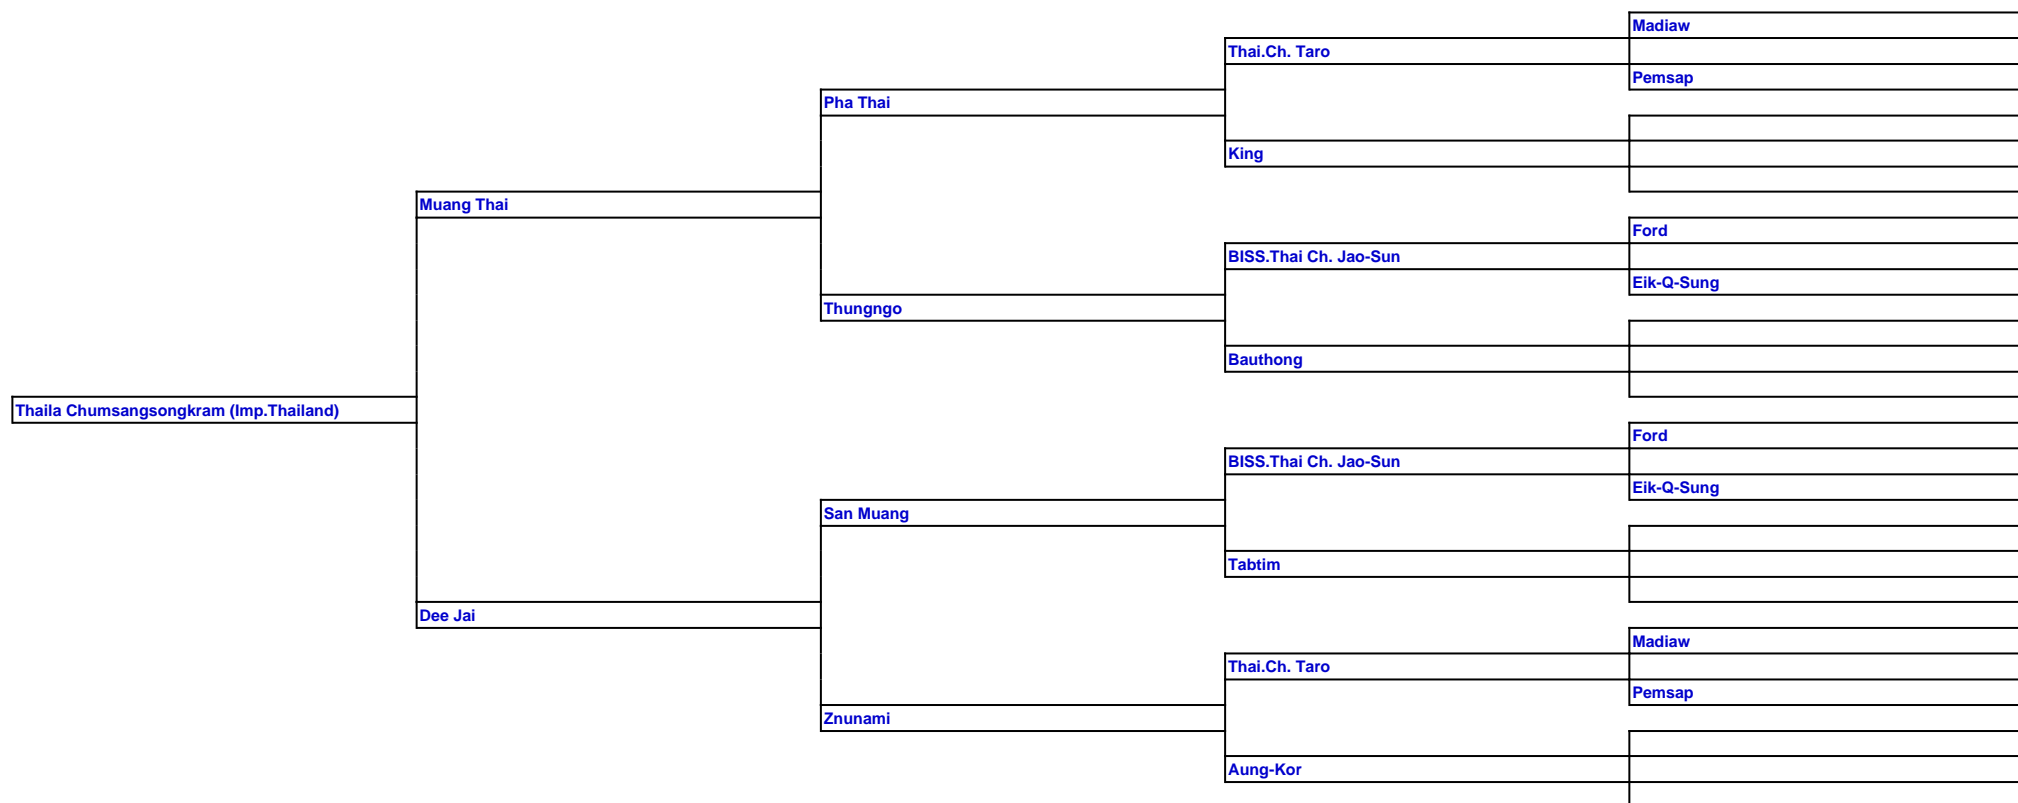 Madiaw
Thai.Ch. Taro
Pemsap
Pha Thai
King
Muang Thai
Ford
BISS.Thai Ch. Jao-Sun
Eik-Q-Sung
Thungngo
Bauthong
Thaila Chumsangsongkram (Imp.Thailand)
Ford
BISS.Thai Ch. Jao-Sun
Eik-Q-Sung
San Muang
Tabtim
Dee Jai
Madiaw
Thai.Ch. Taro
Pemsap
Znunami
Aung-Kor